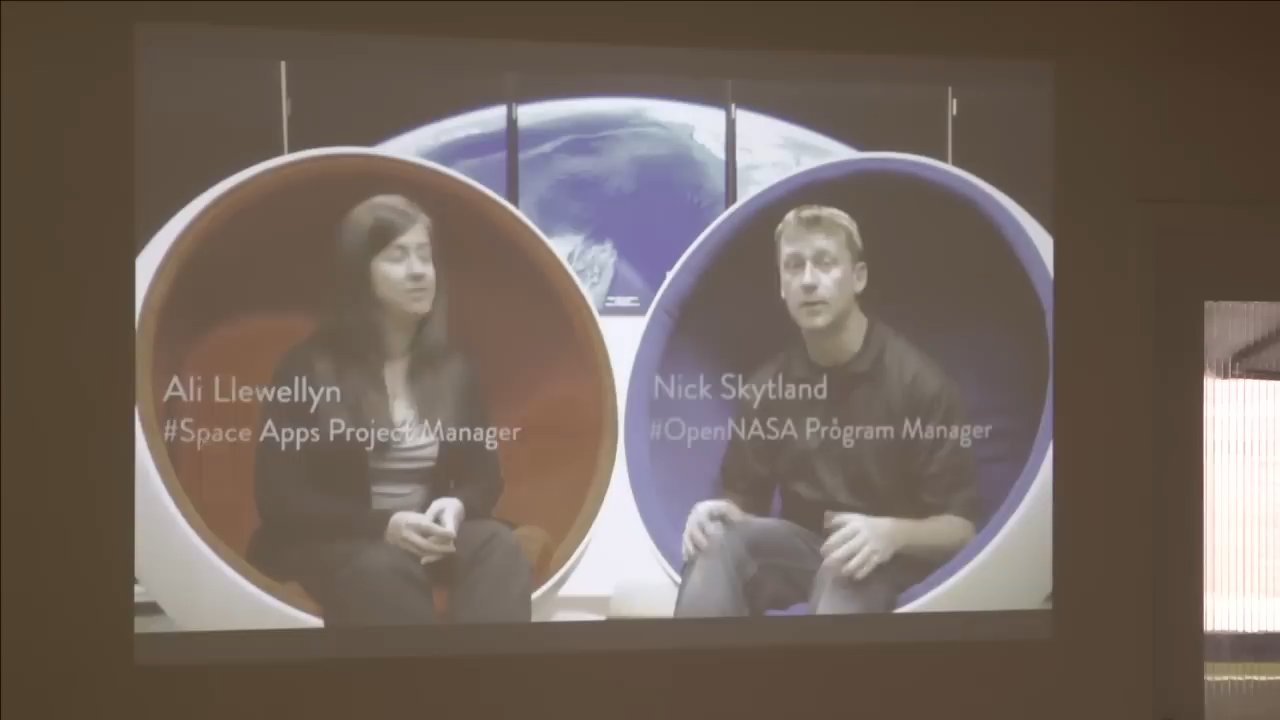 Ali Llewellyn
#Space Apps Project Manager
Nick Skytland
#OpenNASA Program Manager